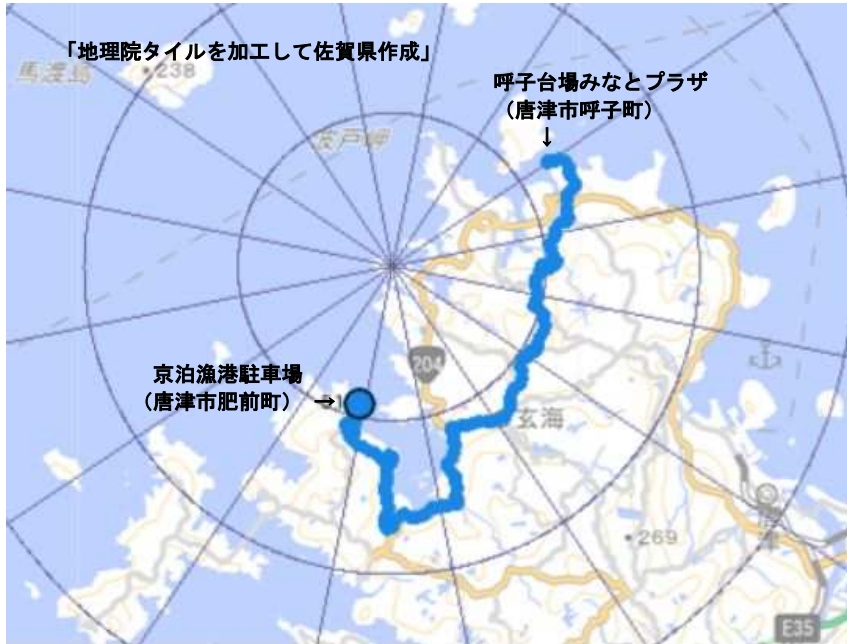 「地理院タイルを加工して佐賀県作成」
馬渡島
・238
呼子台場みなとプラザ
（唐津市呼子町）
↓
波戸岬
204
京泊漁港駐車場
（唐津市肥前町） →
玄海
唐津
・269
E35